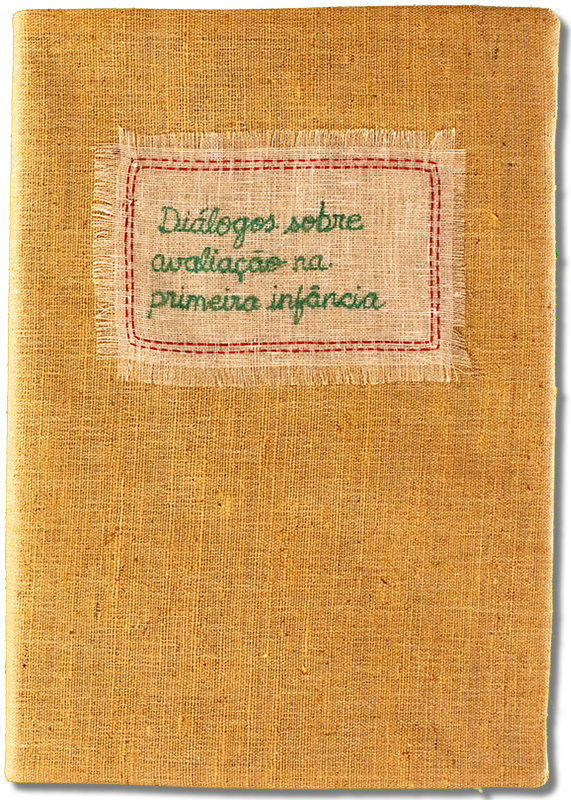 Diálogos sobre
avaliação na
primeira infância